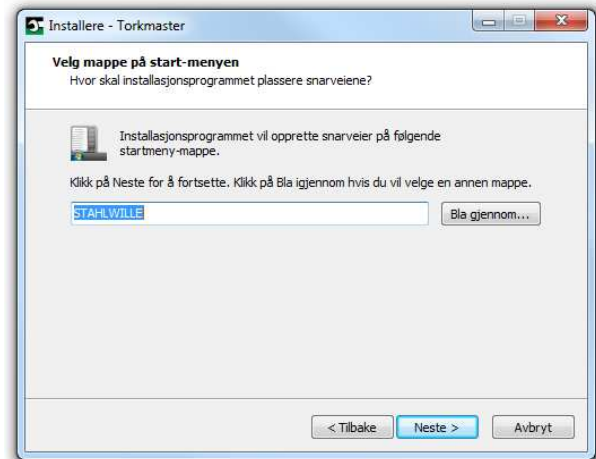 Installere - Torkmaster
Velg mappe på start-menyen
Hvor skal installasjonsprogrammet plassere snarveiene?
Installasjonsprogrammet vil opprette snarveier på følgende
startmeny-mappe.
Klikk på Neste for å fortsette. Klikk på Bla igjennom hvis du vil velge en annen mappe.
STAHLWILLE
Bla gjennom...
< Tilbake
Neste >
Avbryt